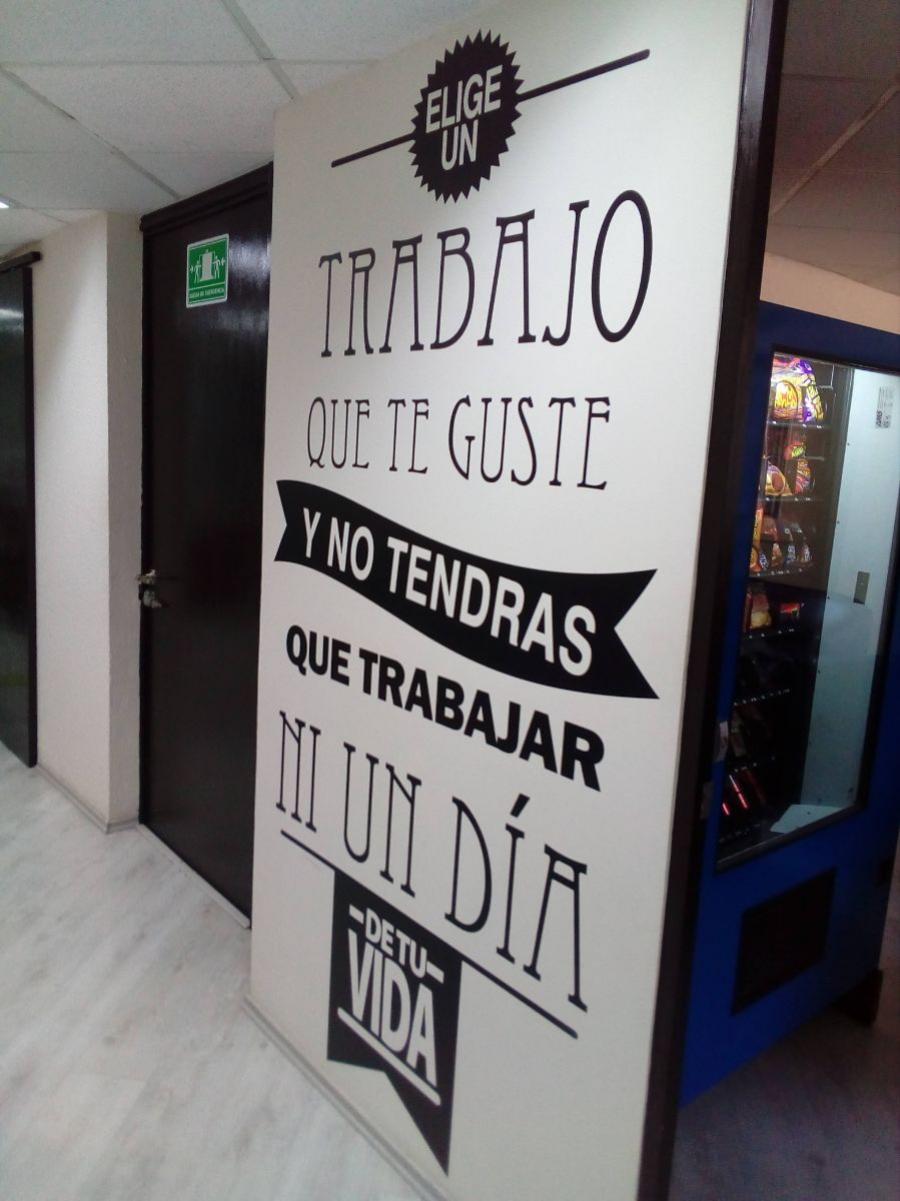 ELIGE
UN
TRABAJO
QUE TE GUSTE
Y NO TENDRAS
QUE TRABAJAR
NI UN DÍA
DE TU
VIDA